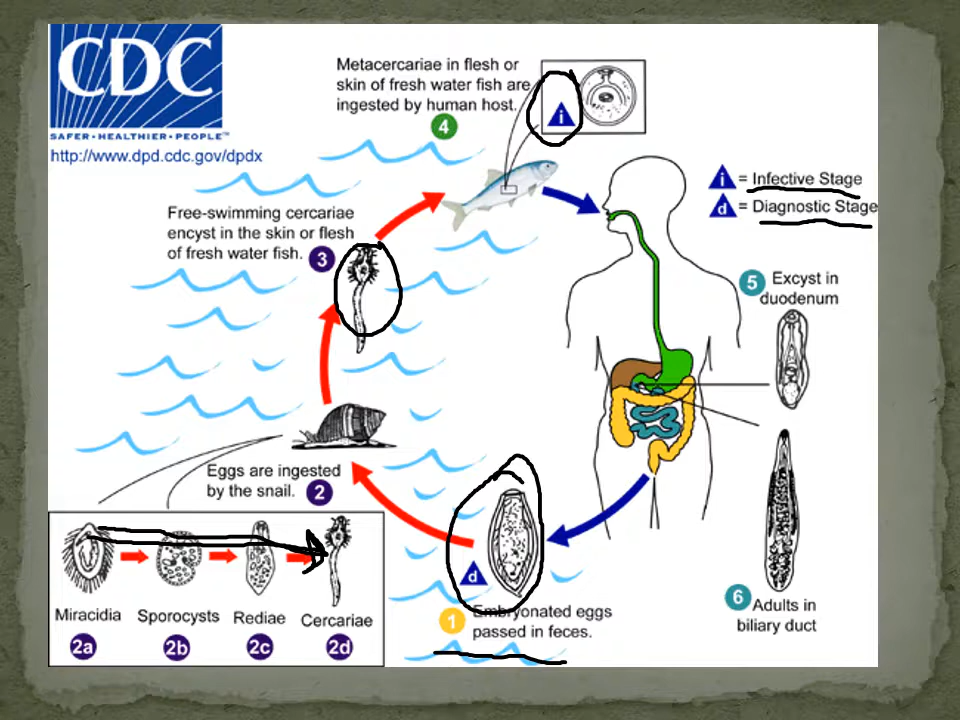 CDC
SAFER•HEALTHIER•PEOPLE™
http://www.dpd.cdc.gov/dpdx
Metacercariae in flesh or
skin of fresh water fish are
ingested by human host.
4
i
i = Infective Stage
d = Diagnostic Stage
Free-swimming cercariae
encyst in the skin or flesh
of fresh water fish. 3
5 Excyst in
duodenum
Eggs are ingested
by the snail. 2
d
1 Embryonated eggs
passed in feces.
6 Adults in
biliary duct
Miracidia Sporocysts Rediae Cercariae
2a 2b 2c 2d